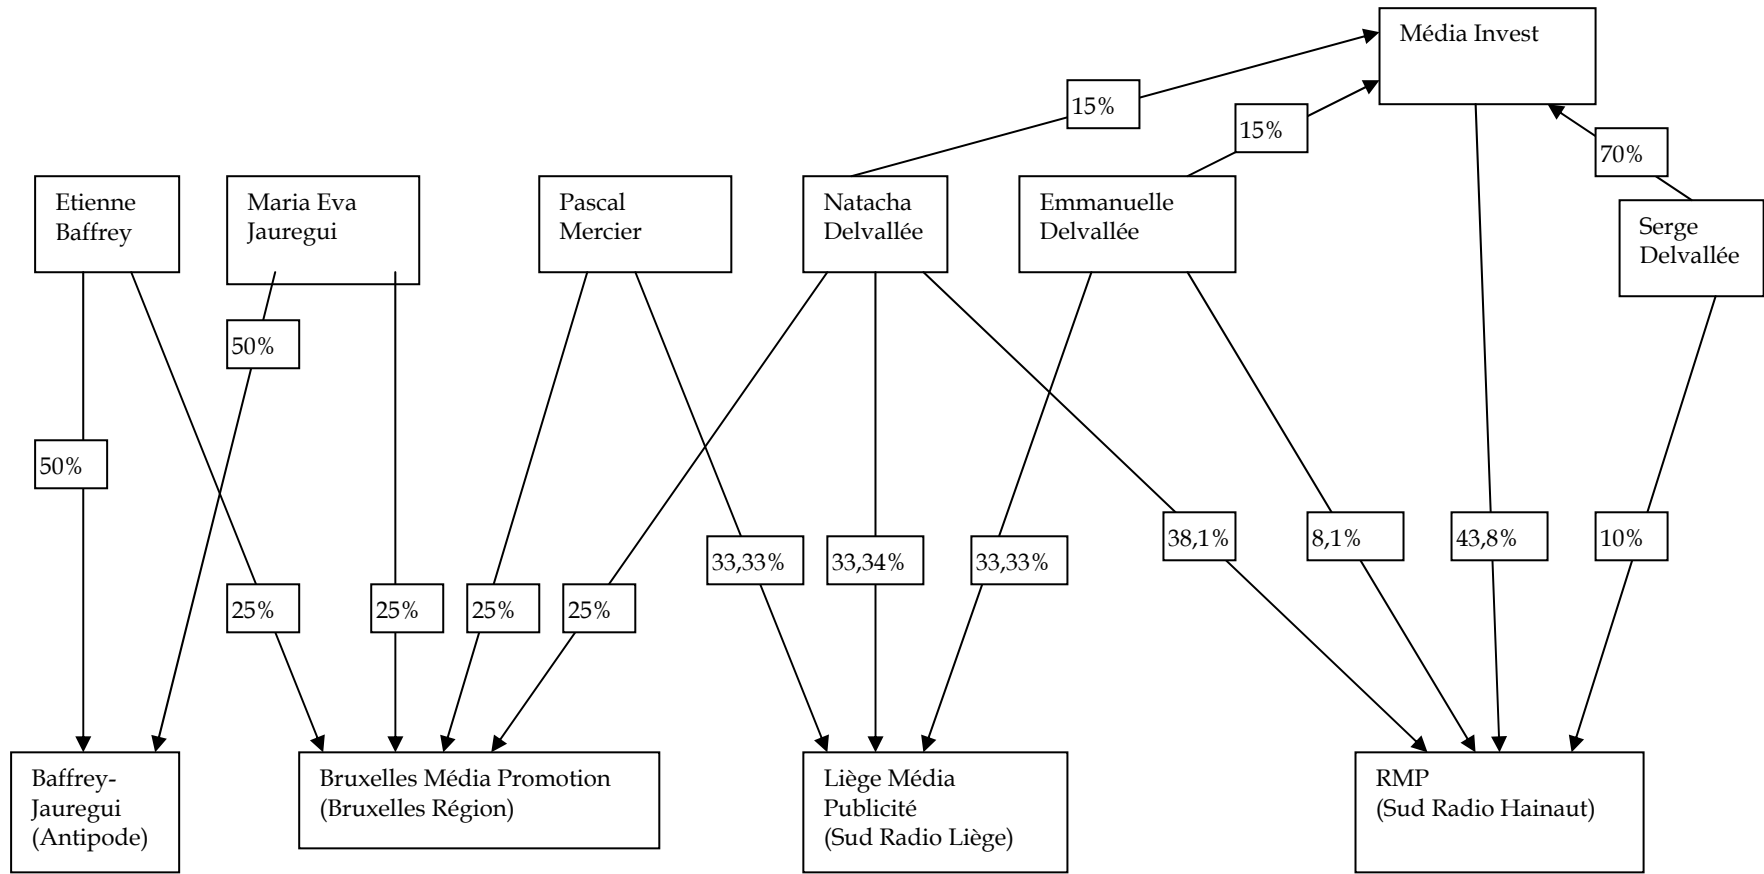 Média Invest
15%
15%
70%
Etienne
Baffrey
Maria Eva
Jauregui
Pascal
Mercier
Natacha
Delvallée
Emmanuelle
Delvallée
Serge
Delvallée
50%
50%
38,1%
8,1%
43,8%
10%
33,33%
33,34%
33,33%
25%
25%
25%
25%
Baffrey-
Jauregui
(Antipode)
Bruxelles Média Promotion
(Bruxelles Région)
Liège Média
Publicité
(Sud Radio Liège)
RMP
(Sud Radio Hainaut)